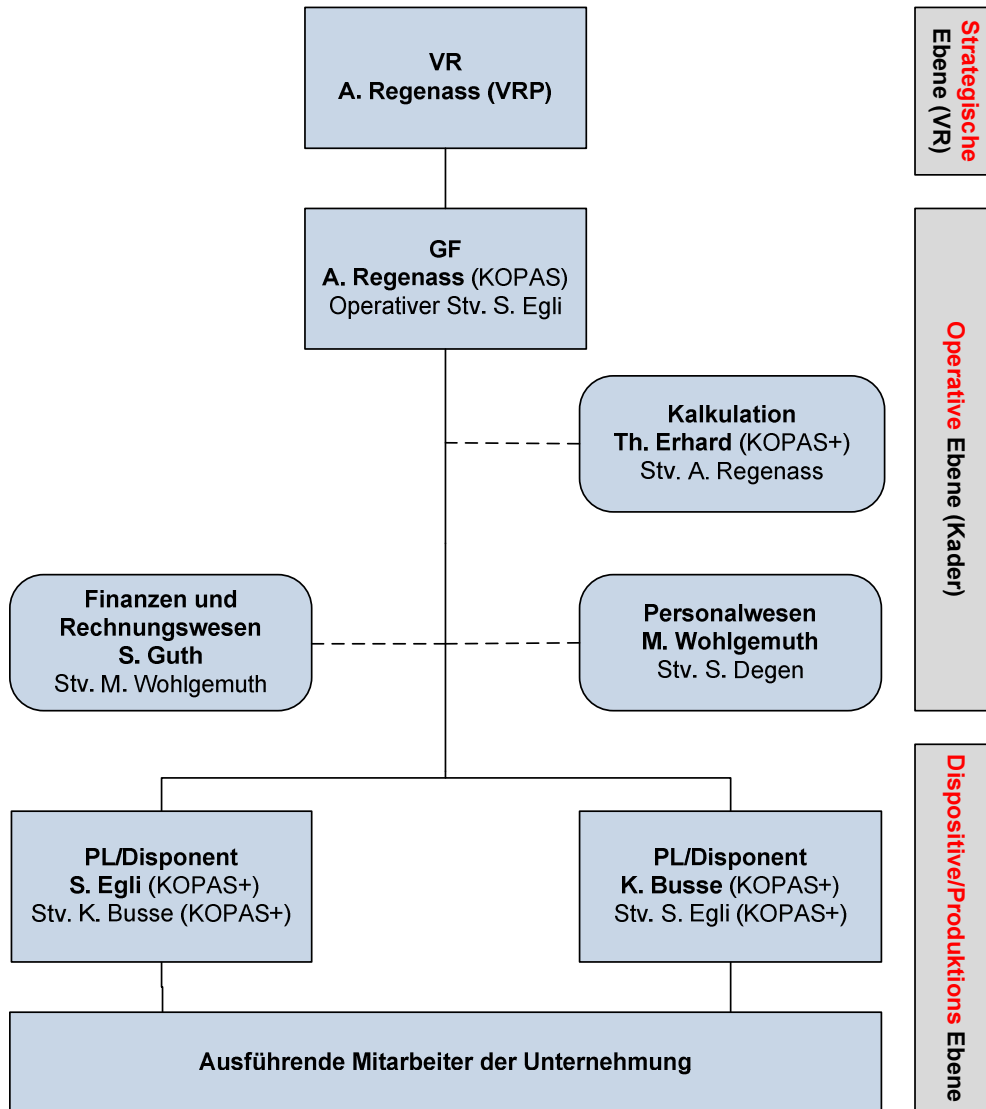 VR
A. Regenass (VRP)
Strategische
Ebene (VR)
GF
A. Regenass (KOPAS)
Operativer Stv. S. Egli
Operative Ebene (Kader)
Kalkulation
Th. Erhard (KOPAS+)
Stv. A. Regenass
Finanzen und
Rechnungswesen
S. Guth
Stv. M. Wohlgemuth
Personalwesen
M. Wohlgemuth
Stv. S. Degen
Dispositive/Produktions Ebene
PL/Disponent
S. Egli (KOPAS+)
Stv. K. Busse (KOPAS+)
PL/Disponent
K. Busse (KOPAS+)
Stv. S. Egli (KOPAS+)
Ausführende Mitarbeiter der Unternehmung